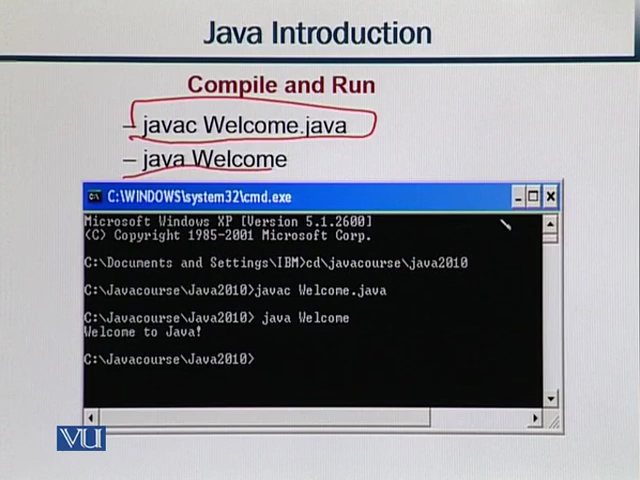 Java Introduction
Compile and Run
– javac Welcome.java
– java Welcome
C:\WINDOWS\system32\cmd.exe
Microsoft Windows XP [Version 5.1.2600]
(C) Copyright 1985-2001 Microsoft Corp.
C:\Documents and Settings\IBM>cd\javacourse\java2010
C:\Javacourse\Java2010>javac Welcome.java
C:\Javacourse\Java2010> java Welcome
Welcome to Java!
C:\Javacourse\Java2010>
VU